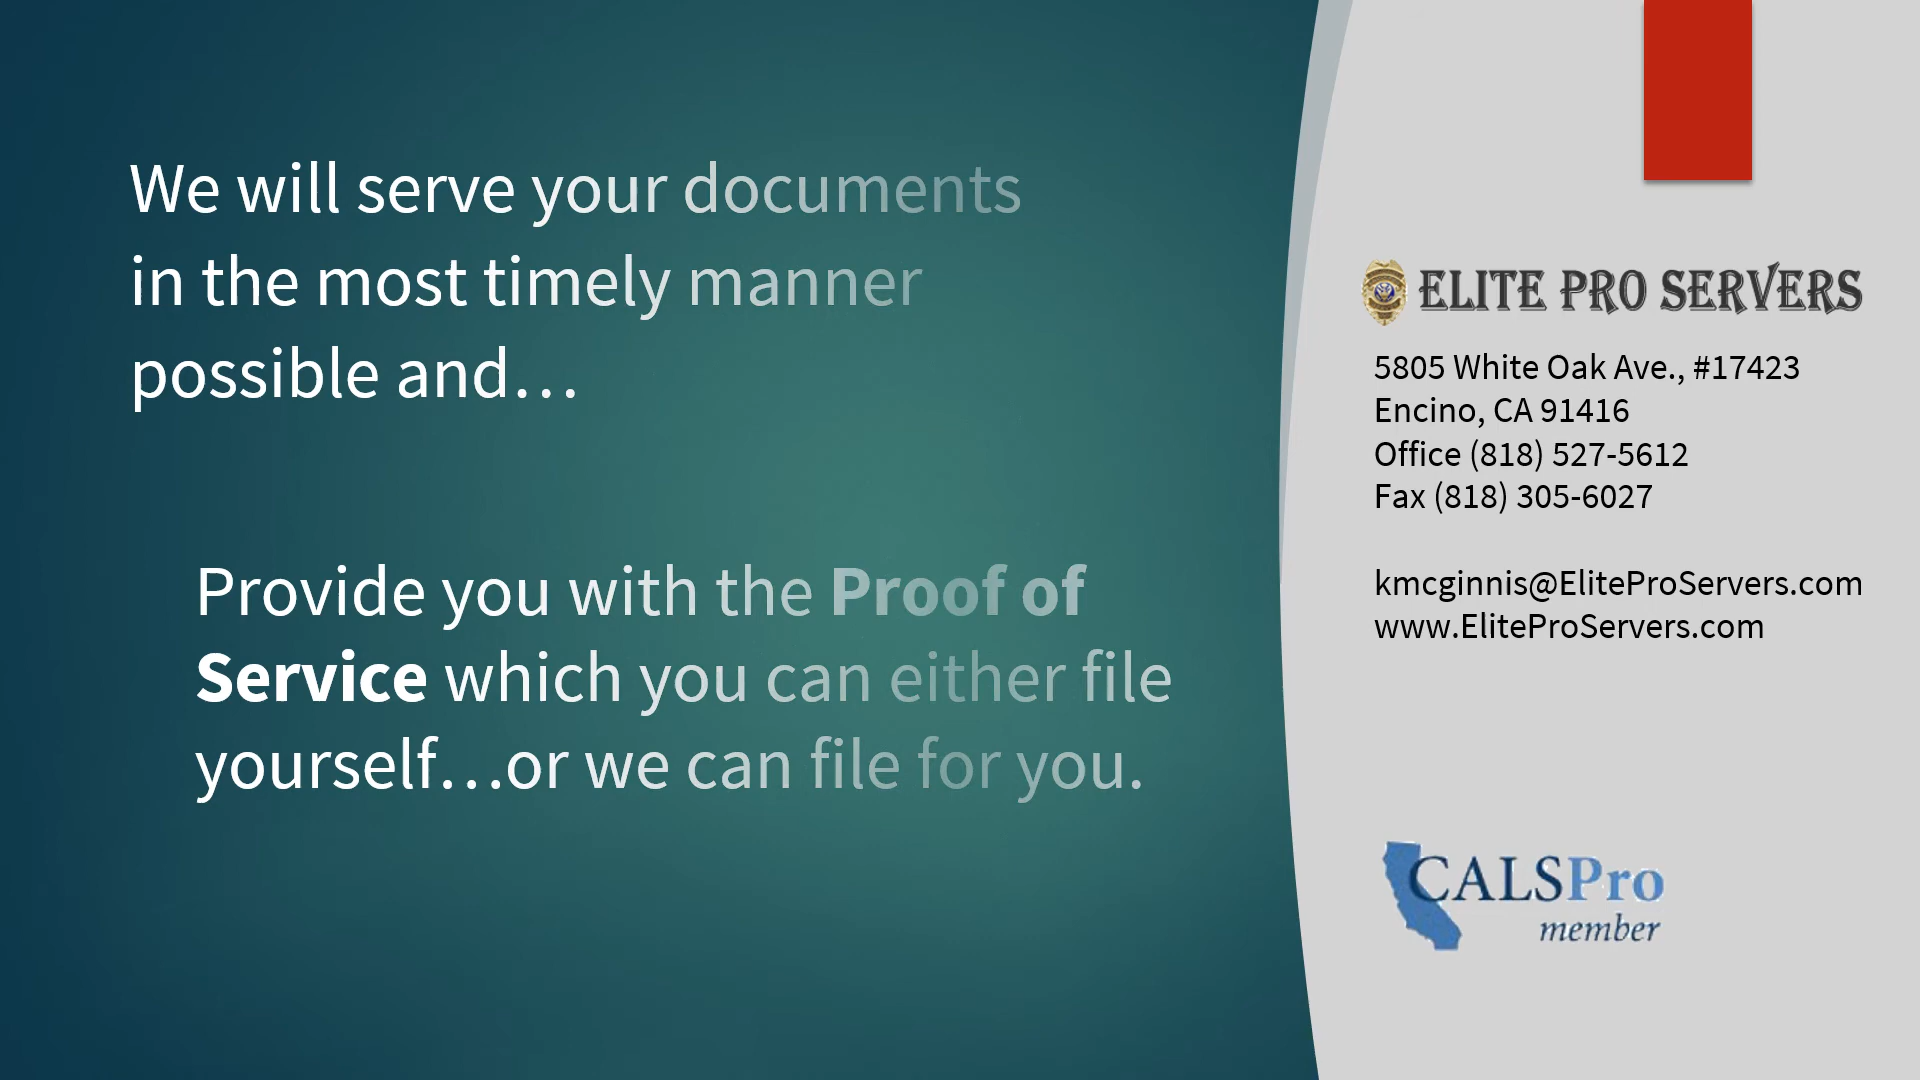 We will serve your documents
in the most timely manner
possible and…
Provide you with the Proof of
Service which you can either file
yourself…or we can file for you.
ELITE PRO SERVERS
5805 White Oak Ave., #17423
Encino, CA 91416
Office (818) 527-5612
Fax (818) 305-6027
kmcginnis@EliteProServers.com
www.EliteProServers.com
CALSPro
member